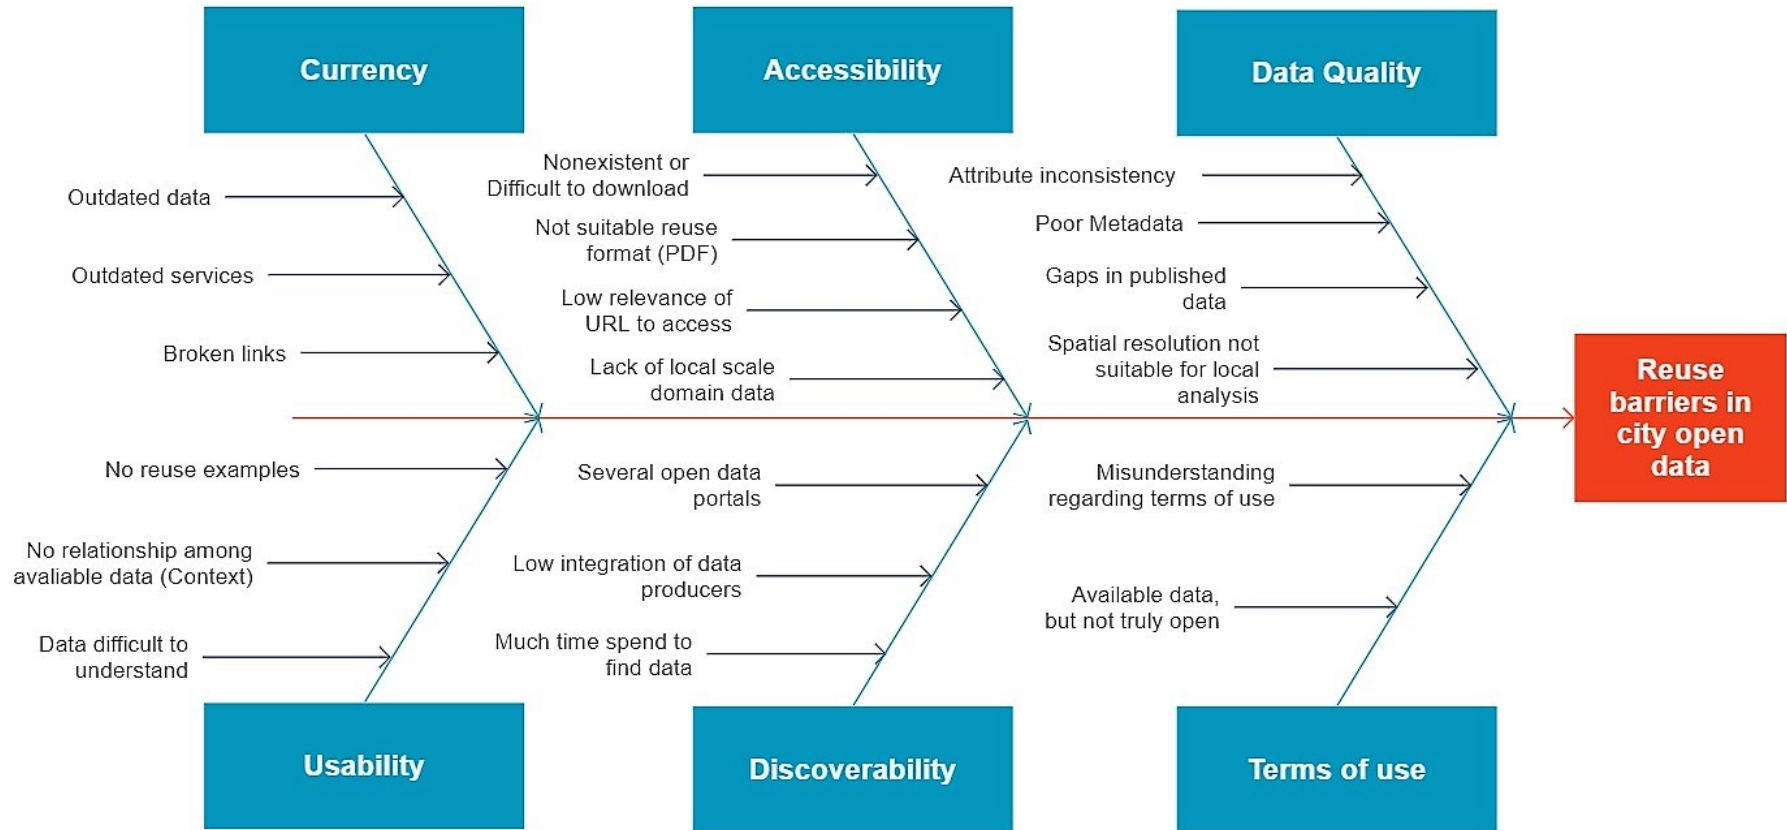 Currency
Accessibility
Data Quality
Outdated data
Outdated services
Broken links
Nonexistent or
Difficult to download
Not suitable reuse
format (PDF)
Low relevance of
URL to access
Lack of local scale
domain data
Attribute inconsistency
Poor Metadata
Gaps in published
data
Spatial resolution not
suitable for local
analysis
Reuse
barriers in
city open
data
No reuse examples
No relationship among
avaliable data (Context)
Data difficult to
understand
Several open data
portals
Low integration of data
producers
Much time spend to
find data
Misunderstanding
regarding terms of use
Available data,
but not truly open
Usability
Discoverability
Terms of use